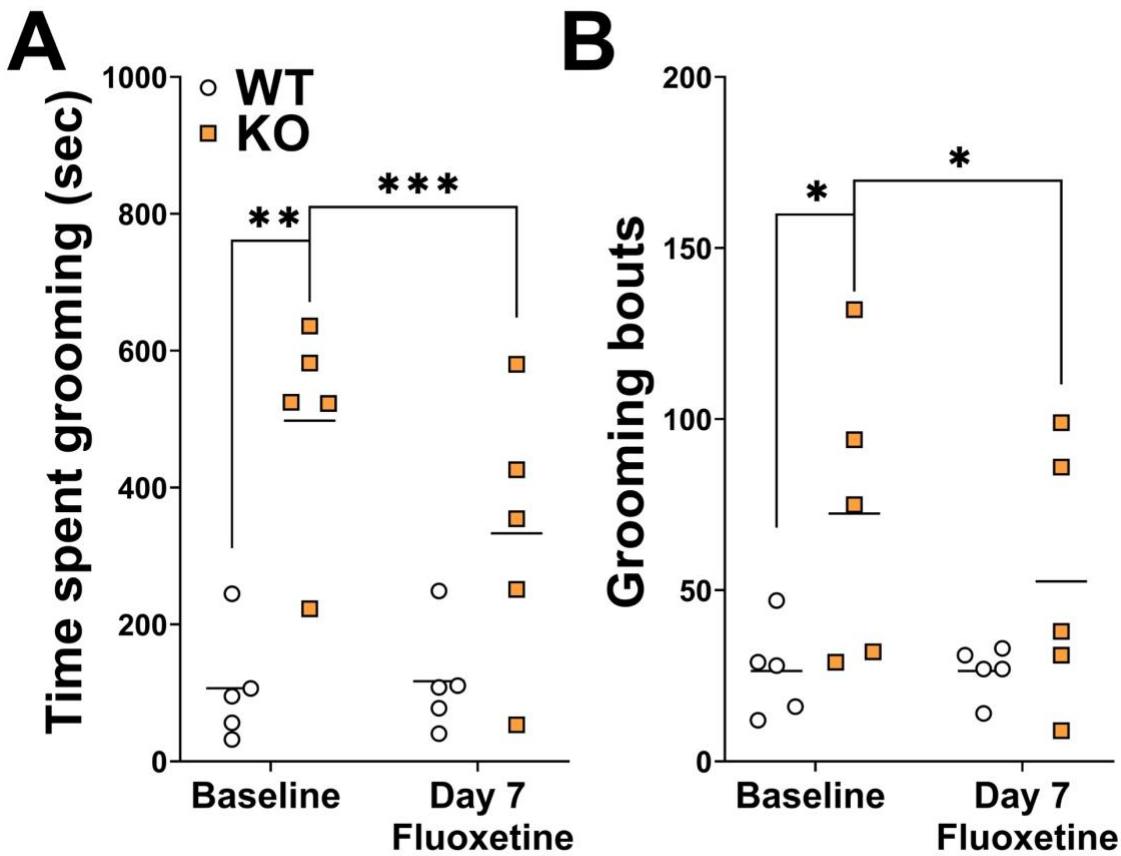 A
Time spent grooming (sec)
1000
800
600
400
200
0
WT
KO
**
***
Baseline
Day 7
Fluoxetine
B
Grooming bouts
200
150
100
50
0
*
*
Baseline
Day 7
Fluoxetine